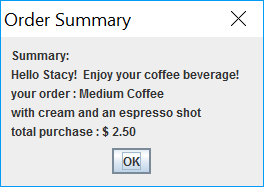 Order Summary
Summary:
Hello Stacy!  Enjoy your coffee beverage!
your order : Medium Coffee
with cream and an espresso shot
total purchase : $ 2.50
OK